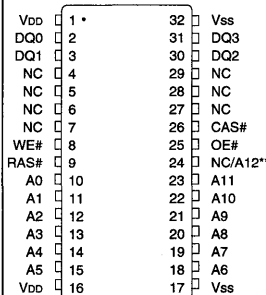 VDD 1 • 32 Vss
DQ0 2 31 DQ3
DQ1 3 30 DQ2
NC 4 29 NC
NC 5 28 NC
NC 6 27 NC
NC 7 26 CAS#
WE# 8 25 OE#
RAS# 9 24 NC/A12**
A0 10 23 A11
A1 11 22 A10
A2 12 21 A9
A3 13 20 A8
A4 14 19 A7
A5 15 18 A6
VDD 16 17 Vss